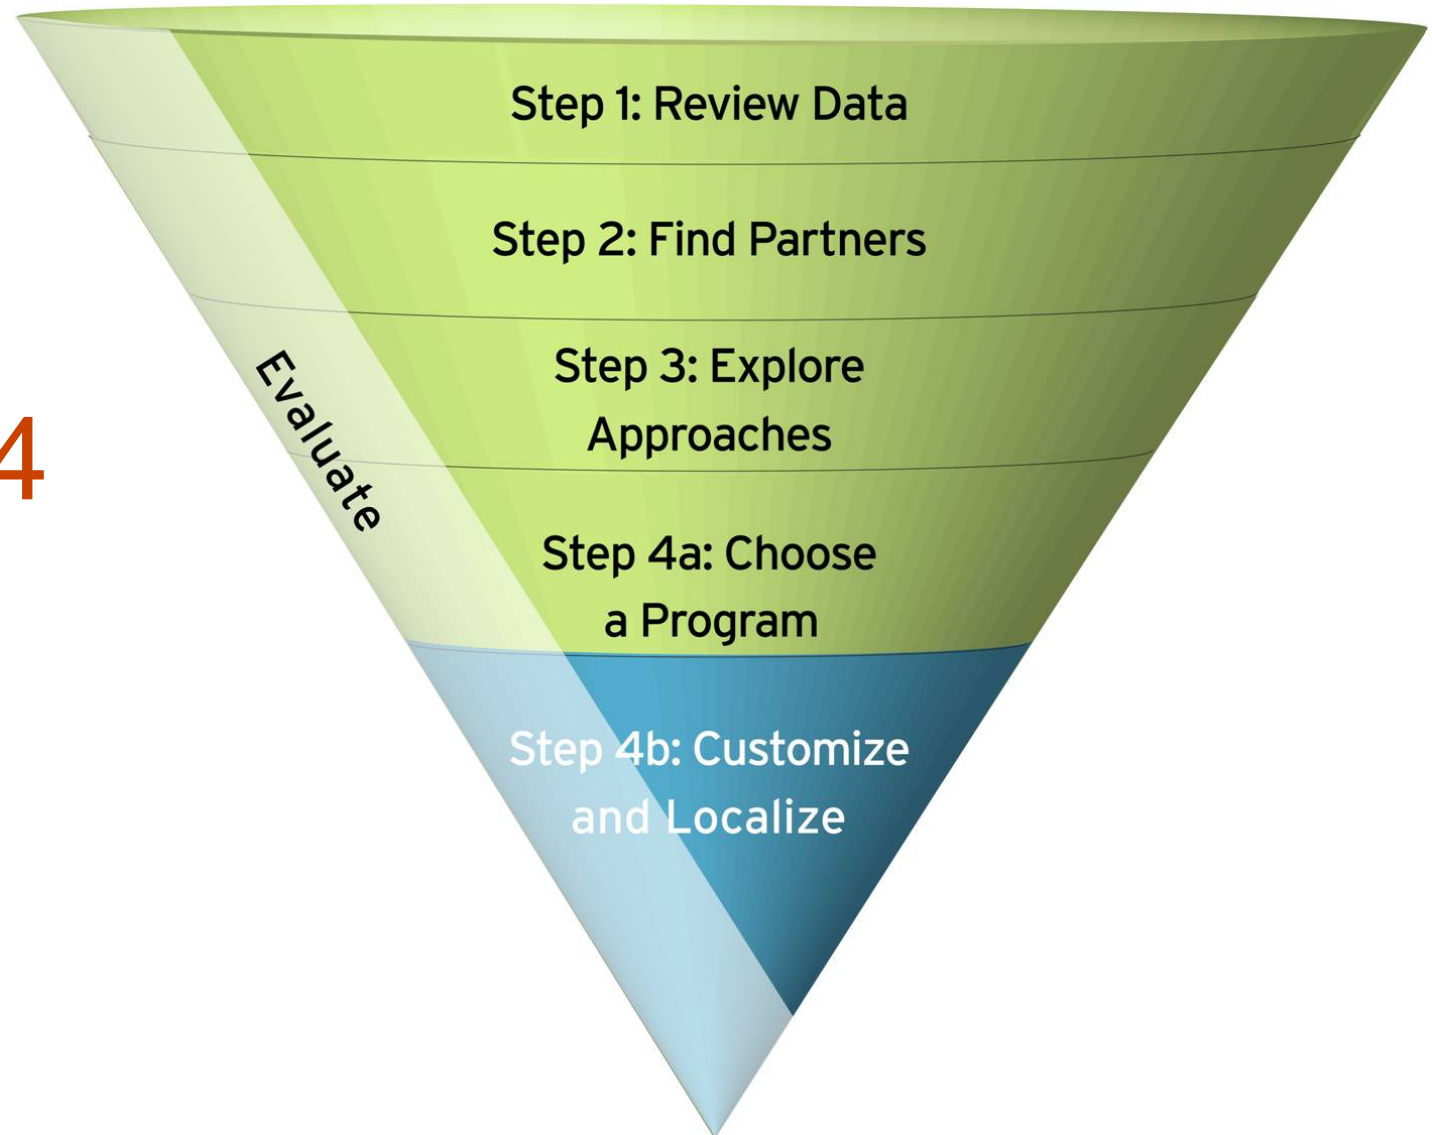 Step 1: Review Data
Step 2: Find Partners
Step 3: Explore
Approaches
Evaluate
4
Step 4a: Choose
a Program
Step 4b: Customize
and Localize